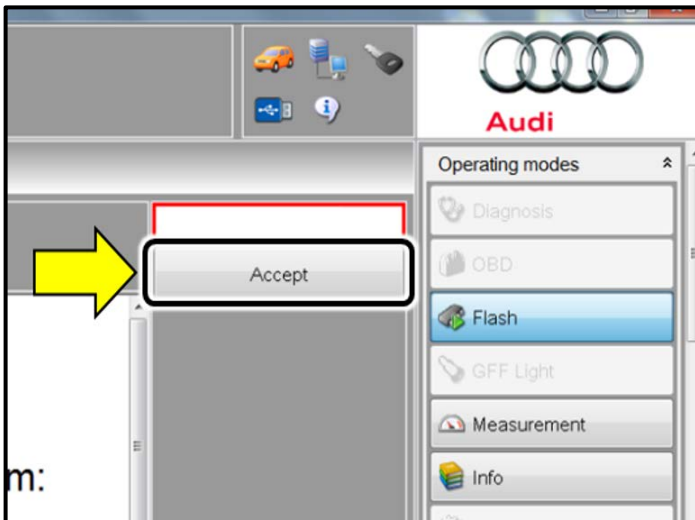 Audi
Operating modes
Diagnosis
Accept
OBD
Flash
GFF Light
Measurement
m:
Info